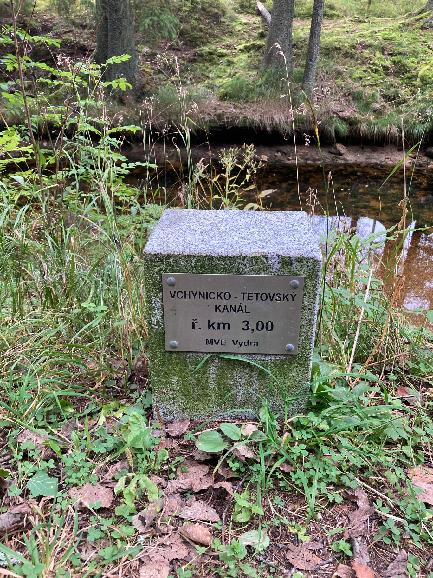 VCHYNICKO - TETOVSKÝ
KANÁL
ř. km 3,00
MVE Vydra